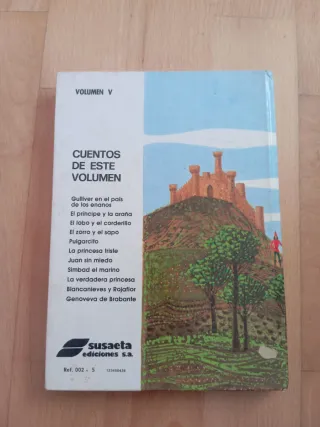 VOLUMEN V
CUENTOS
DE ESTE
VOLUMEN
Gulliver en el país
de los enanos
El príncipe y la araña
El lobo y el corderillo
El zorro y el sapo
Pulgarcito
La princesa triste
Juan sin miedo
Simbad el marino
La verdadera princesa
Blancanieves y Rojaflor
Genoveva de Brabante
susaeta
ediciones s.a.
Ref. 002 - 5